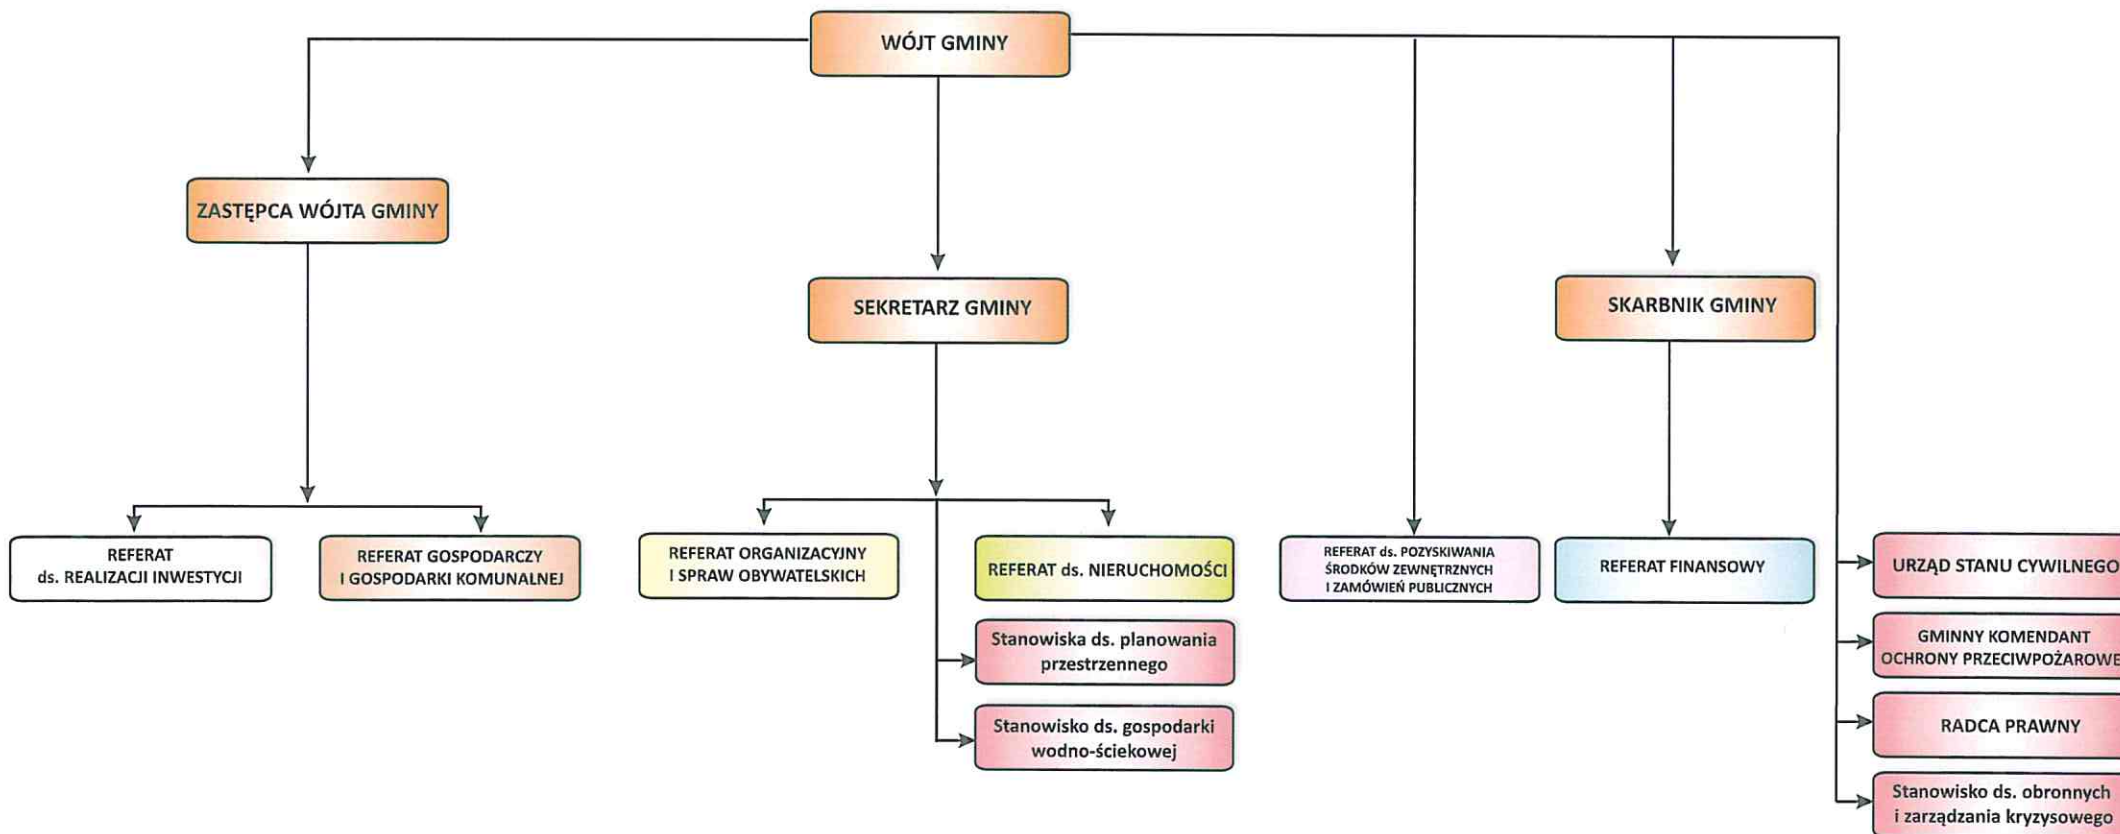 WÓJT GMINY
ZASTĘPCA WÓJTA GMINY
SEKRETARZ GMINY
SKARBNIK GMINY
REFERAT
ds. REALIZACJI INWESTYCJI
REFERAT GOSPODARCZY
I GOSPODARKI KOMUNALNEJ
REFERAT ORGANIZACYJNY
I SPRAW OBYWATELSKICH
REFERAT ds. NIERUCHOMOŚCI
Stanowiska ds. planowania
przestrzennego
Stanowisko ds. gospodarki
wodno-ściekowej
REFERAT ds. POZYSKIWANIA
ŚRODKÓW ZEWNĘTRZNYCH
I ZAMÓWIEŃ PUBLICZNYCH
REFERAT FINANSOWY
URZĄD STANU CYWILNEGO
GMINNY KOMENDANT
OCHRONY PRZECIWPOŻAROWE
RADCA PRAWNY
Stanowisko ds. obronnych
i zarządzania kryzysowego